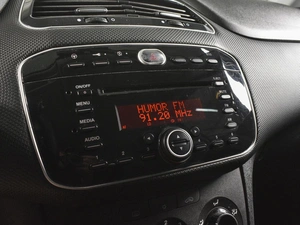 ON/OFF
MENU
MEDIA
AUDIO
HUMOR FM
91.20 MHz